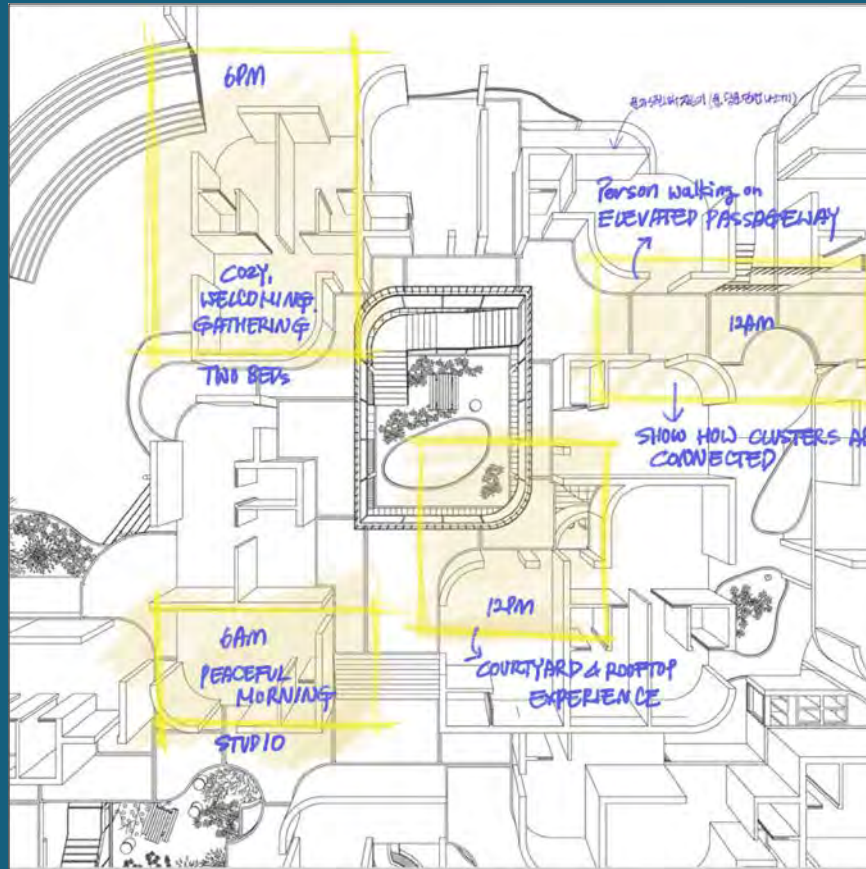 6PM
COZY,
WELCOMING.
GATHERING
TWO BEDS
Person walking on
ELEVATED PASSAGEWAY
12AM
SHOW HOW CLUSTERS
CONNECTED
12PM
COURTYARD & ROOFTOP
EXPERIENCE
6AM
PEACEFUL
MORNING
STUDIO